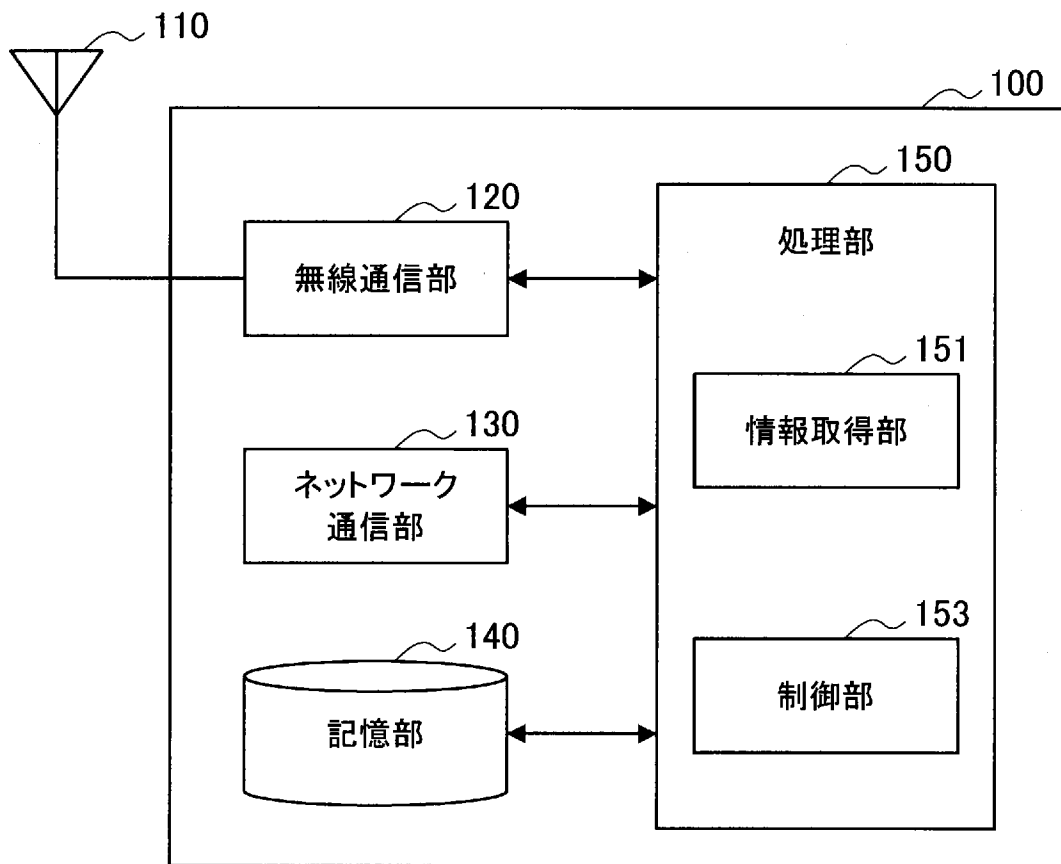 110
100
120
無線通信部
150
処理部
151
情報取得部
130
ネットワーク
通信部
140
記憶部
153
制御部